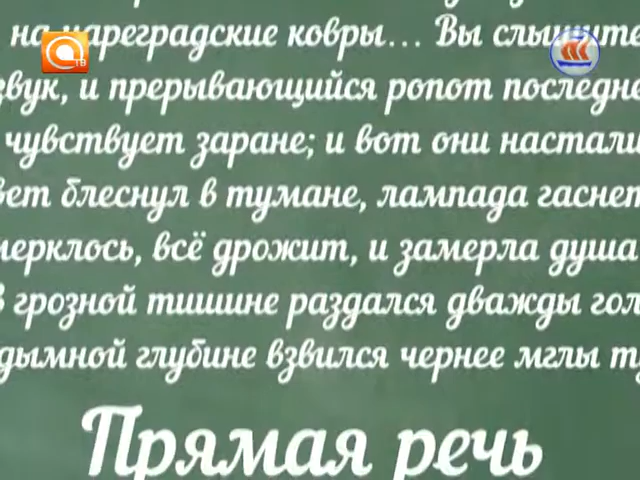 на цареградские ковры... Вы слышите
звук, и прерывающийся ропот последне
чувствует заране; и вот они настали
вет блеснул в тумане, лампада гаснет
мерклось, всё дрожит, и замерла душа
В грозной тишине раздался дважды гол
дымной глубине взвился чернее мглы
Прямая речь